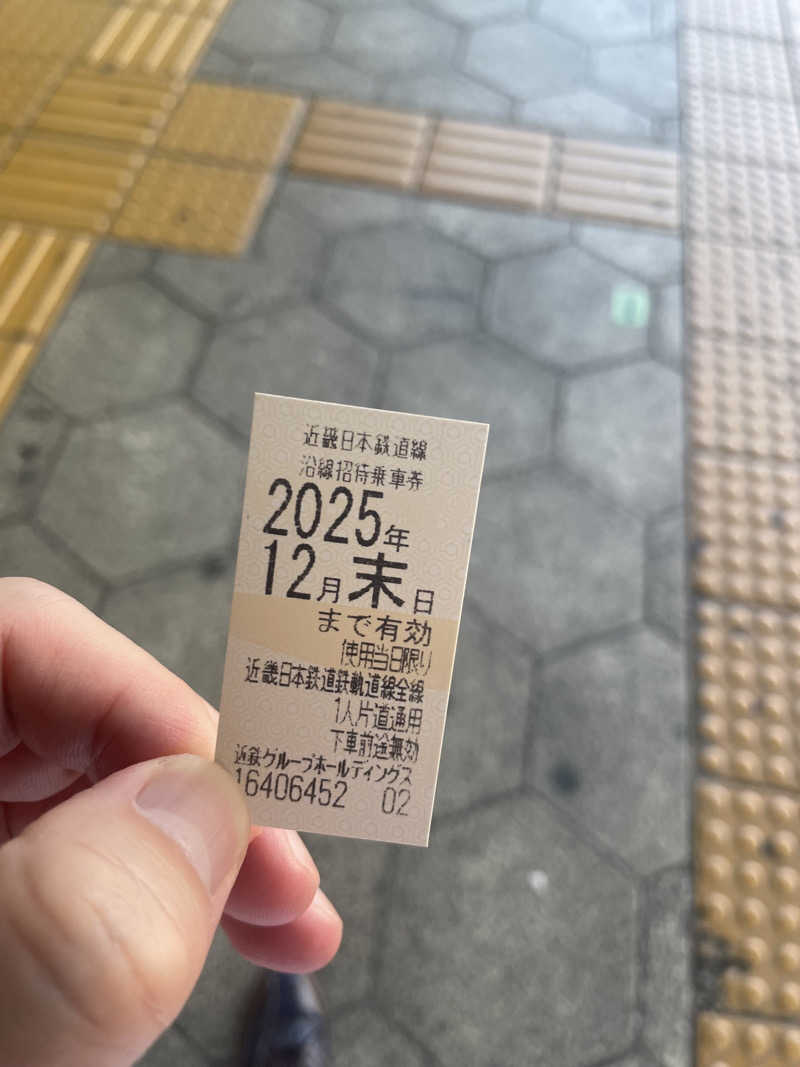 近畿日本鉄道線
沿線招待乗車券
2025年
12月末日
まで有効
使用当日限り
近畿日本鉄道鉄軌道線全線
1人片道通用
下車前途無効
近鉄グループホールディングス
16406452 02